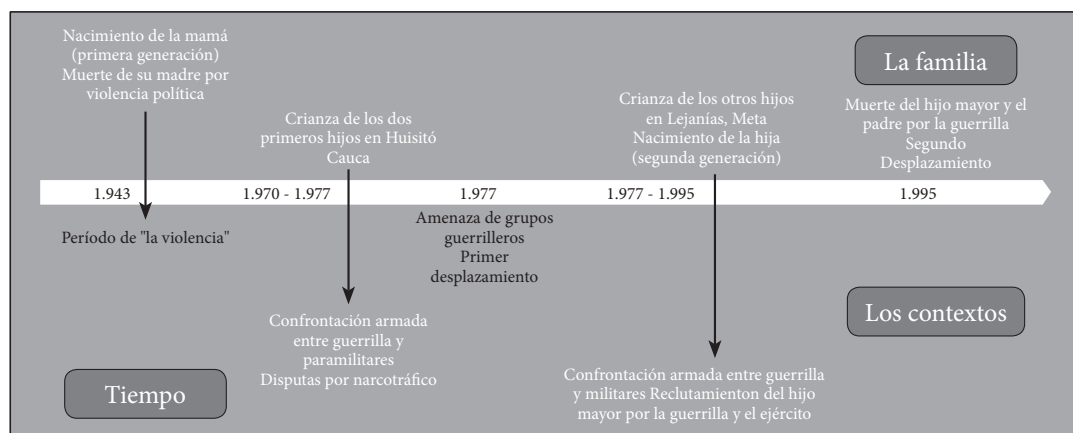 Nacimiento de la mamá
(primera generación)
Muerte de su madre por
violencia política
Crianza de los dos
primeros hijos en Huisitó
Cauca
Crianza de los otros hijos
en Lejanías, Meta
Nacimiento de la hija
(segunda generación)
La familia
Muerte del hijo mayor y el
padre por la guerrilla
Segundo
Desplazamiento
1.943
1.970 - 1.977
1.977
1.977 - 1.995
1.995
Período de "la violencia"
Amenaza de grupos
guerrilleros
Primer
desplazamiento
Confrontación armada
entre guerrilla y
paramilitares
Disputas por narcotráfico
Confrontación armada entre guerrilla
y militares Reclutamienton del hijo
mayor por la guerrilla y el ejército
Los contextos
Tiempo